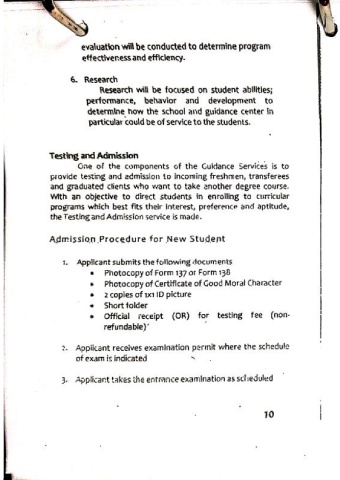 evaluation will be conducted to determine program
effectiveness and efficiency.
6. Research
Research will be focused on student abilities;
performance, behavior and development to
determine how the school and guidance center in
particular could be of service to the students.
Testing and Admission
One of the components of the Guidance Services is to
provide testing and admission to incoming freshmen, transferees
and graduated clients who want to take another degree course.
With an objective to direct students in enrolling to curricular
programs which best fits their interest, preference and aptitude,
the Testing and Admission service is made.
Admission Procedure for New Student
1. Applicant submits the following documents
• Photocopy of Form 137 or Form 138
• Photocopy of Certificate of Good Moral Character
• 2 copies of 1x1 ID picture
• Short folder
• Official receipt (OR) for testing fee (non-
refundable)
2. Applicant receives examination permit where the schedule
of exam is indicated
3. Applicant takes the entrance examination as scheduled
10